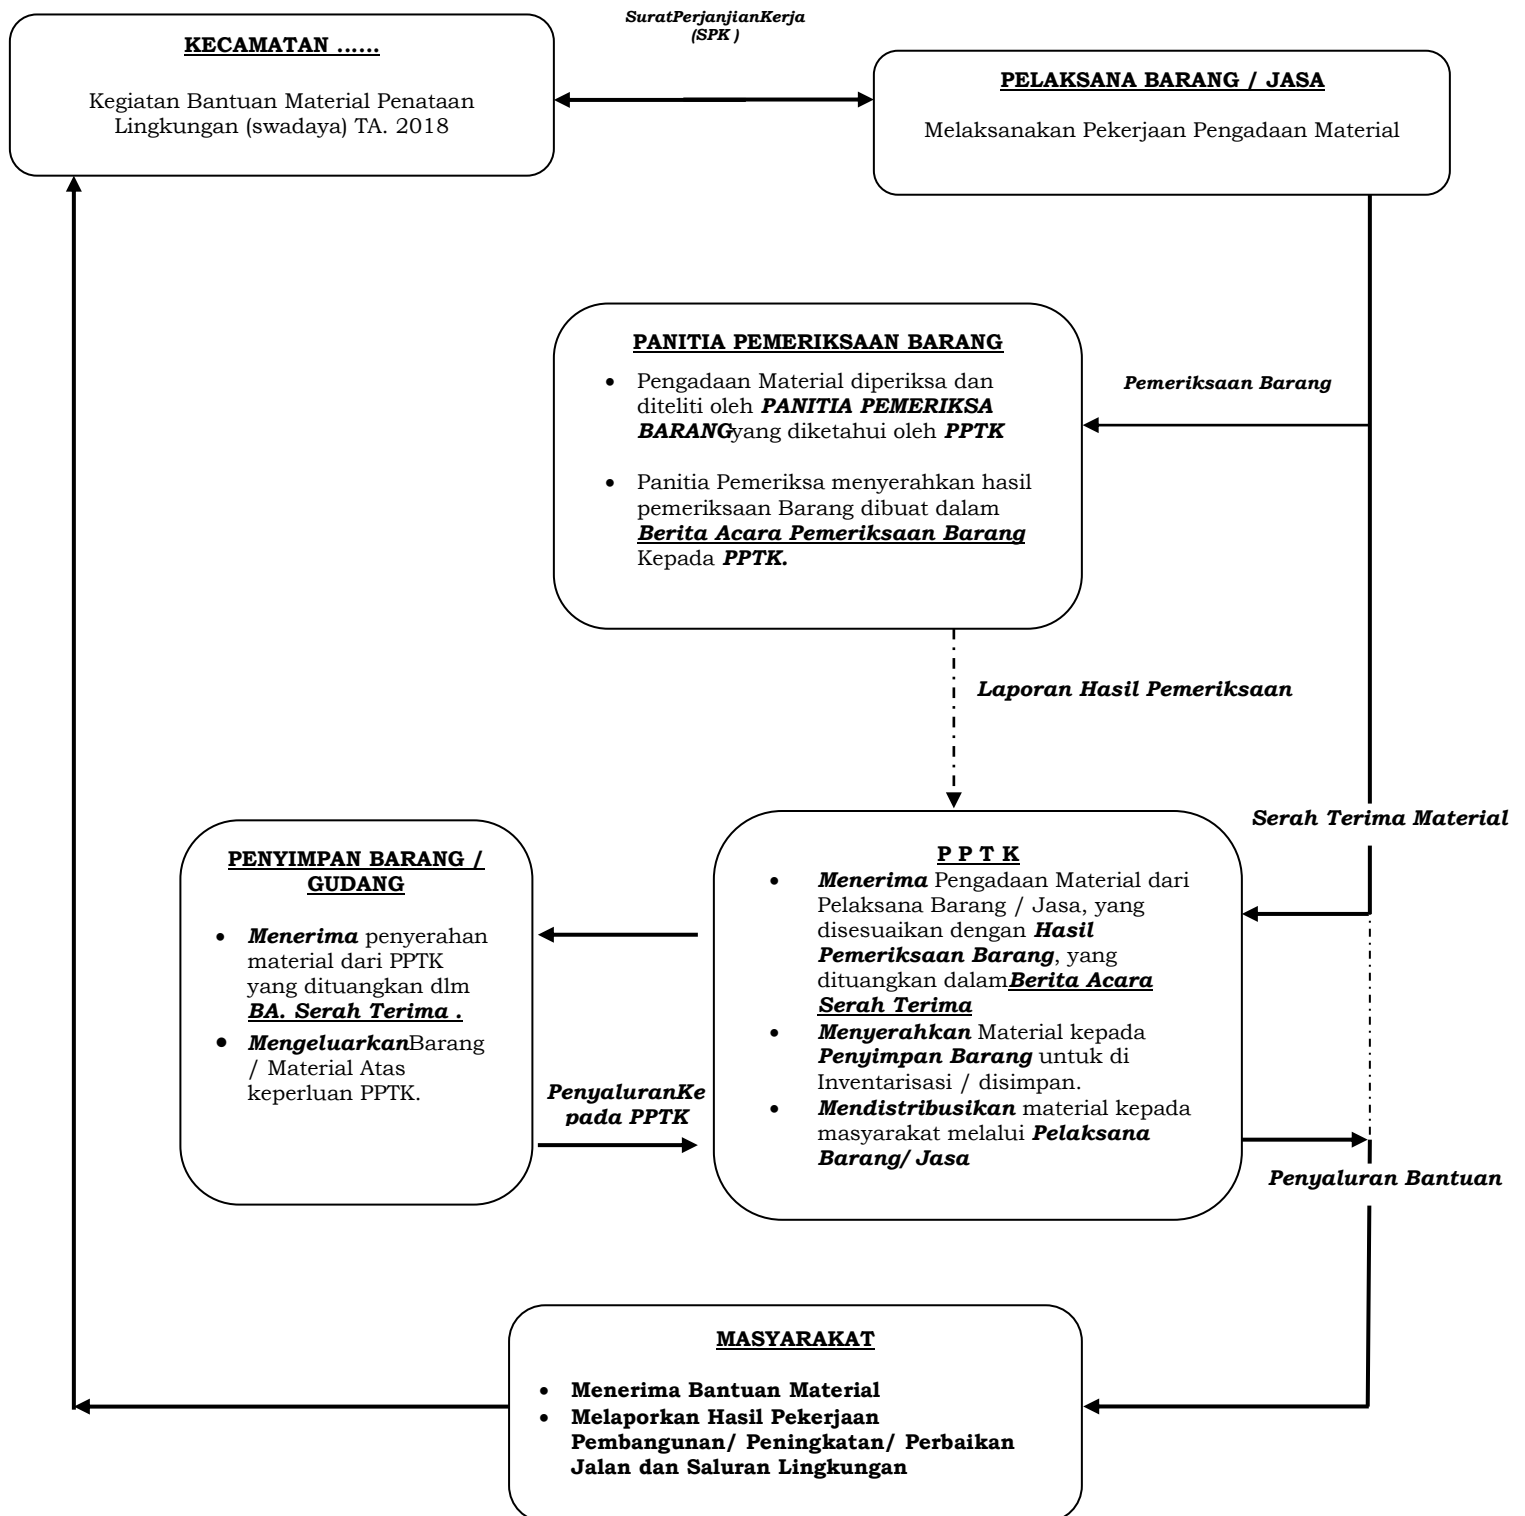 SuratPerjanjianKerja
(SPK )
KECAMATAN ......
Kegiatan Bantuan Material Penataan
Lingkungan (swadaya) TA. 2018
PELAKSANA BARANG / JASA
Melaksanakan Pekerjaan Pengadaan Material
PANITIA PEMERIKSAAN BARANG
• Pengadaan Material diperiksa dan
diteliti oleh PANITIA PEMERIKSA
BARANGyang diketahui oleh PPTK
• Panitia Pemeriksa menyerahkan hasil
pemeriksaan Barang dibuat dalam
Berita Acara Pemeriksaan Barang
Kepada PPTK.
Pemeriksaan Barang
Laporan Hasil Pemeriksaan
Serah Terima Material
PENYIMPAN BARANG /
GUDANG
• Menerima penyerahan
material dari PPTK
yang dituangkan dlm
BA. Serah Terima .
• MengeluarkanBarang
/ Material Atas
keperluan PPTK.
PenyaluranKe
pada PPTK
P P T K
• Menerima Pengadaan Material dari
Pelaksana Barang / Jasa, yang
disesuaikan dengan Hasil
Pemeriksaan Barang, yang
dituangkan dalamBerita Acara
Serah Terima
• Menyerahkan Material kepada
Penyimpan Barang untuk di
Inventarisasi / disimpan.
• Mendistribusikan material kepada
masyarakat melalui Pelaksana
Barang/ Jasa
Penyaluran Bantuan
MASYARAKAT
• Menerima Bantuan Material
• Melaporkan Hasil Pekerjaan
Pembangunan/ Peningkatan/ Perbaikan
Jalan dan Saluran Lingkungan